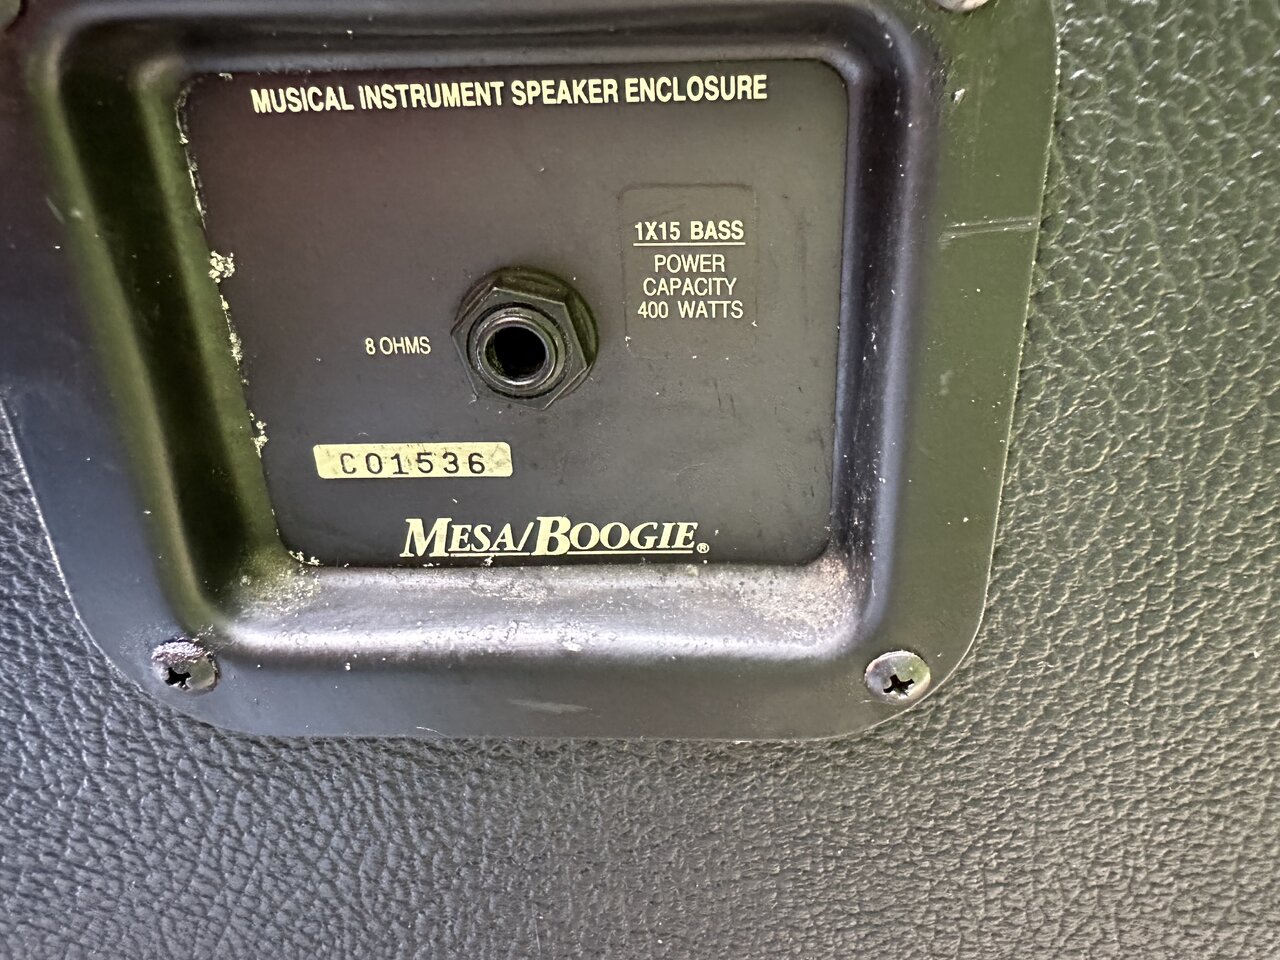 MUSICAL INSTRUMENT SPEAKER ENCLOSURE
1X15 BASS
POWER
CAPACITY
400 WATTS
8 OHMS
C01536
MESA/BOOGIE®